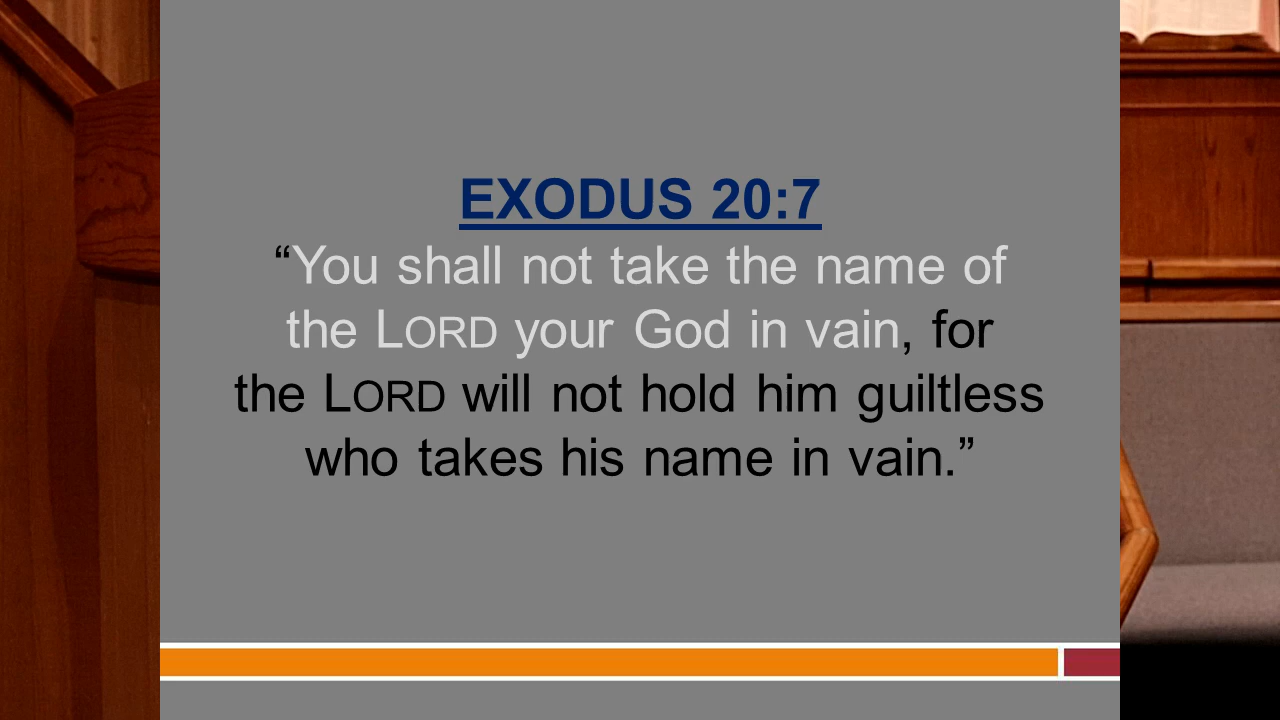 EXODUS 20:7
“You shall not take the name of
the LORD your God in vain, for
the LORD will not hold him guiltless
who takes his name in vain.”